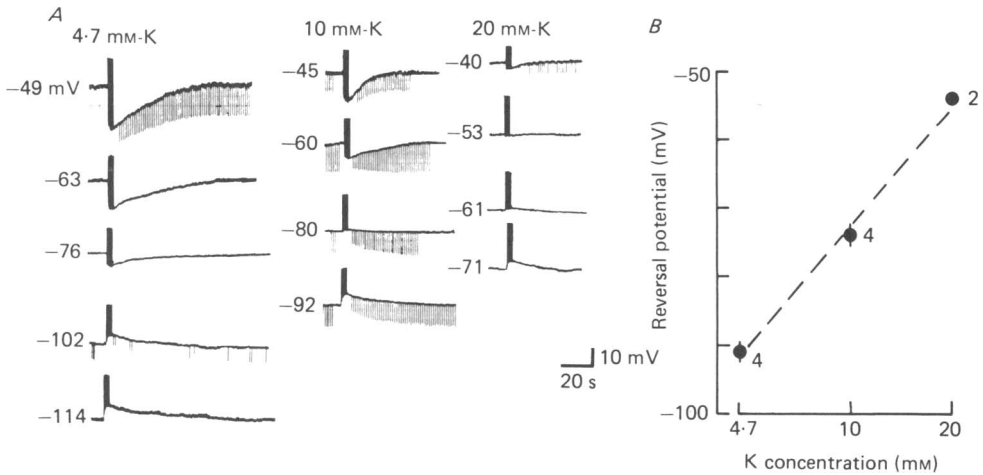 A
4·7 mM-K
−49 mV
−63
−76
−102
−114
10 mM-K
−45
−60
−80
−92
20 mM-K
−40
−53
−61
−71
10 mV
20 s
B
Reversal potential (mV)
−50
−100
2
4
4
4·7
10
20
K concentration (mM)